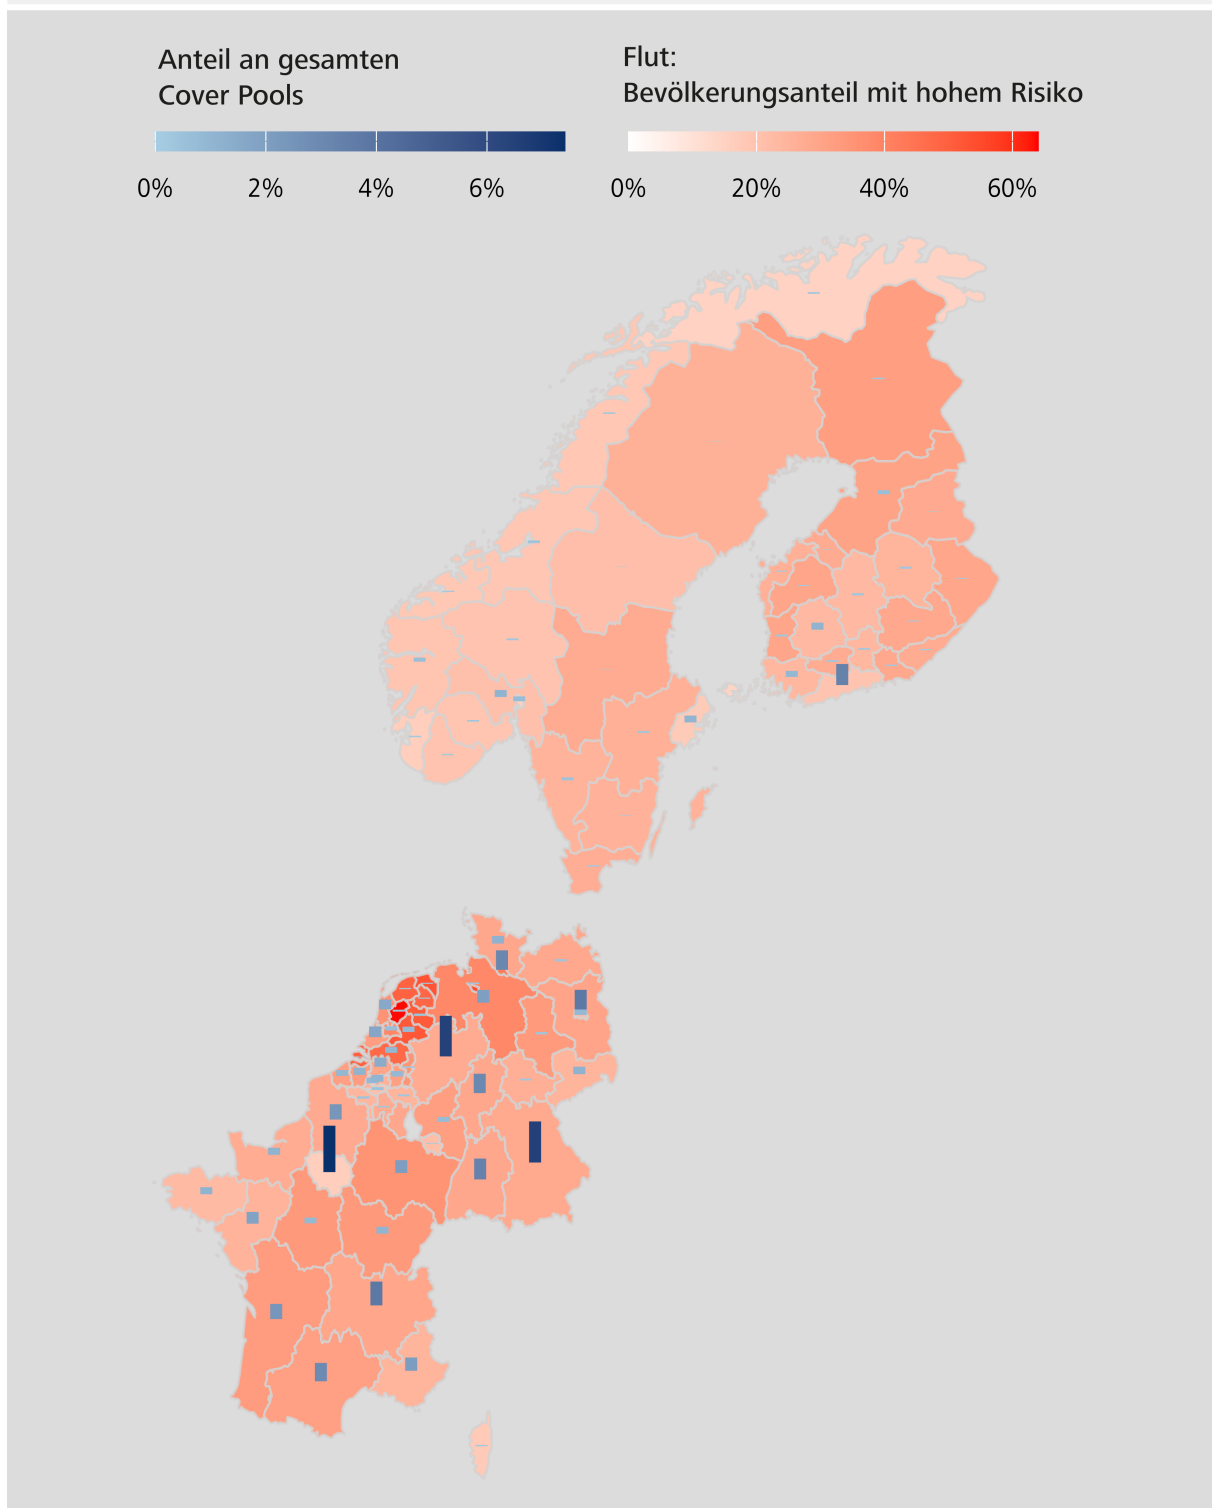 Anteil an gesamten
Cover Pools
0% 2% 4% 6%
Flut:
Bevölkerungsanteil mit hohem Risiko
0% 20% 40% 60%